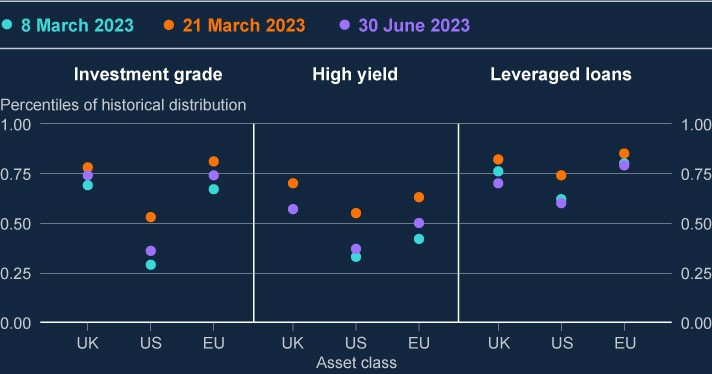 8 March 2023 21 March 2023 30 June 2023
Investment grade High yield Leveraged loans
Percentiles of historical distribution
1.00 1.00
0.75 0.75
0.50 0.50
0.25 0.25
0.00 0.00
UK US EU UK US EU UK US EU
Asset class